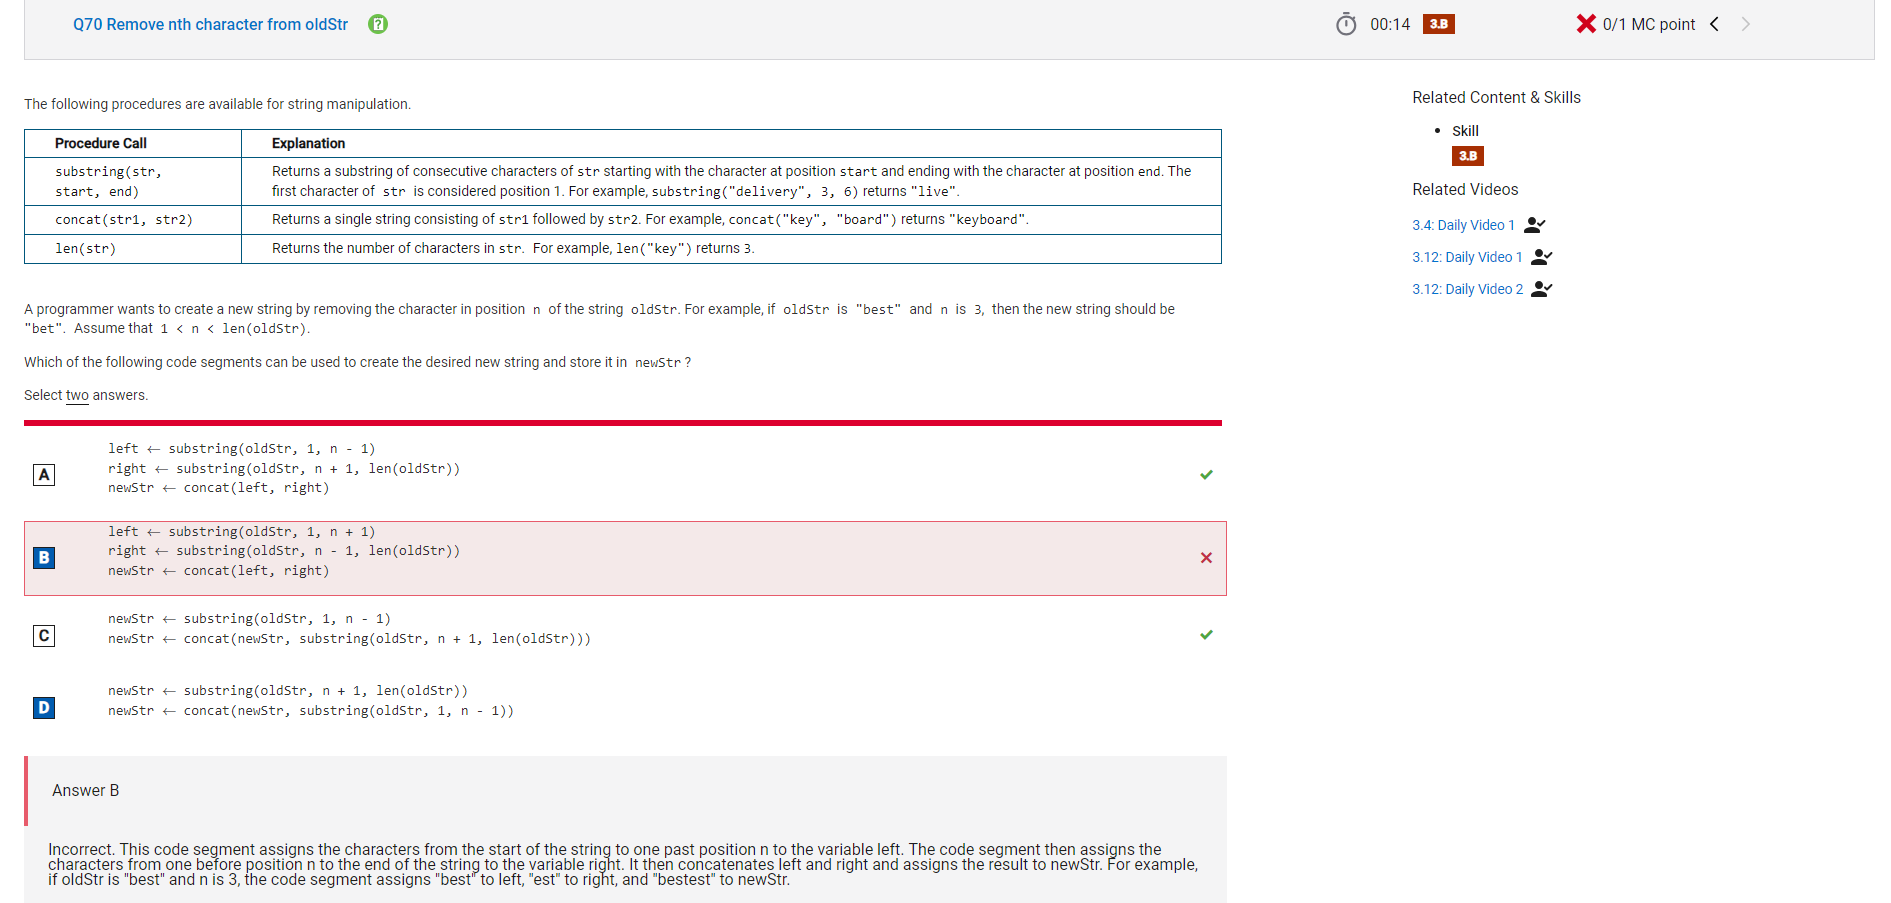 Q70 Remove nth character from oldStr
00:14 3.B
0/1 MC point
The following procedures are available for string manipulation.
Procedure Call Explanation
substring(str, Returns a substring of consecutive characters of str starting with the character at position start and ending with the character at position end. The
start, end) first character of str is considered position 1. For example, substring("delivery", 3, 6) returns "live".
concat(str1, str2) Returns a single string consisting of str1 followed by str2. For example, concat("key", "board") returns "keyboard".
len(str) Returns the number of characters in str. For example, len("key") returns 3.
A programmer wants to create a new string by removing the character in position n of the string oldStr. For example, if oldStr is "best" and n is 3, then the new string should be
"bet". Assume that 1 < n < len(oldStr).
Which of the following code segments can be used to create the desired new string and store it in newStr ?
Select two answers.
A
left ← substring(oldStr, 1, n - 1)
right ← substring(oldStr, n + 1, len(oldStr))
newStr ← concat(left, right)
B
left ← substring(oldStr, 1, n + 1)
right ← substring(oldStr, n - 1, len(oldStr))
newStr ← concat(left, right)
C
newStr ← substring(oldStr, 1, n - 1)
newStr ← concat(newStr, substring(oldStr, n + 1, len(oldStr)))
D
newStr ← substring(oldStr, n + 1, len(oldStr))
newStr ← concat(newStr, substring(oldStr, 1, n - 1))
Answer B
Incorrect. This code segment assigns the characters from the start of the string to one past position n to the variable left. The code segment then assigns the
characters from one before position n to the end of the string to the variable right. It then concatenates left and right and assigns the result to newStr. For example,
if oldStr is "best" and n is 3, the code segment assigns "best" to left, "est" to right, and "bestest" to newStr.
Related Content & Skills
• Skill
3.B
Related Videos
3.4: Daily Video 1
3.12: Daily Video 1
3.12: Daily Video 2